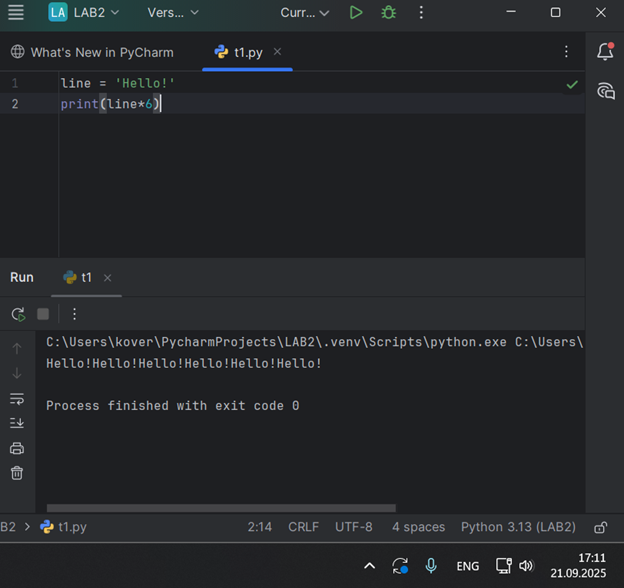 LA LAB2 Vers... Curr...
What's New in PyCharm t1.py
1 line = 'Hello!'
2 print(line*6)
Run t1
C:\Users\kover\PycharmProjects\LAB2\.venv\Scripts\python.exe C:\Users\
Hello!Hello!Hello!Hello!Hello!Hello!
Process finished with exit code 0
B2 > t1.py 2:14 CRLF UTF-8 4 spaces Python 3.13 (LAB2)
ENG 17:11
21.09.2025